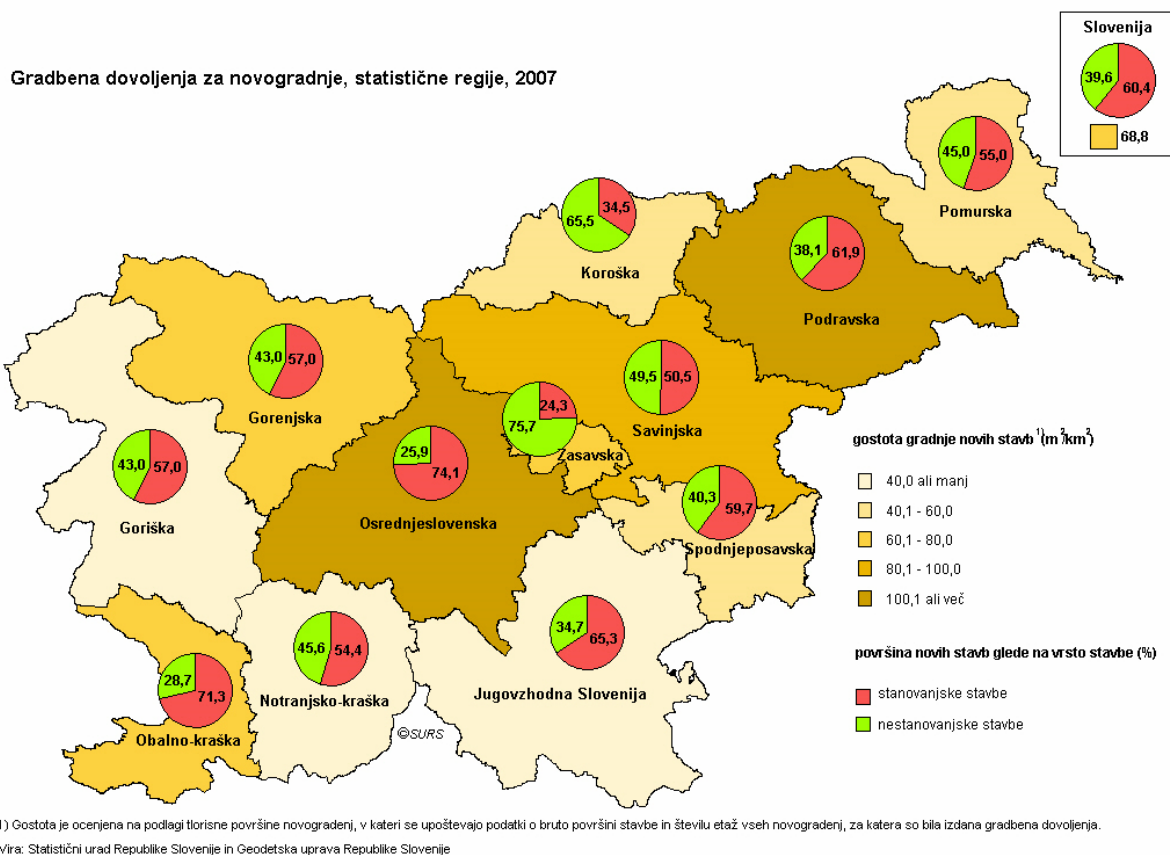 Slovenija
39,6 60,4
68,8
Gradbena dovoljenja za novogradnje, statistične regije, 2007
45,0 55,0
Pomurska
34,5
65,5
Koroška
38,1 61,9
Podravska
43,0 57,0
Gorenjska
49,5 50,5
Savinjska
24,3
75,7
Zasavska
43,0 57,0
Goriška
25,9
74,1
Osrednjeslovenska
40,3
59,7
Spodnjeposavska
34,7
65,3
Jugovzhodna Slovenija
45,6 54,4
Notranjsko-kraška
28,7
71,3
Obalno-kraška
©SURS
gostota gradnje novih stavb ¹⁾(m²/km²)
40,0 ali manj
40,1 - 60,0
60,1 - 80,0
80,1 - 100,0
100,1 ali več
površina novih stavb glede na vrsto stavbe (%)
stanovanjske stavbe
nestanovanjske stavbe
1) Gostota je ocenjena na podlagi tlorisne površine novogradenj, v kateri se upoštevajo podatki o bruto površini stavbe in številu etaž vseh novogradenj, za katera so bila izdana gradbena dovoljenja.
Vira: Statistični urad Republike Slovenije in Geodetska uprava Republike Slovenije